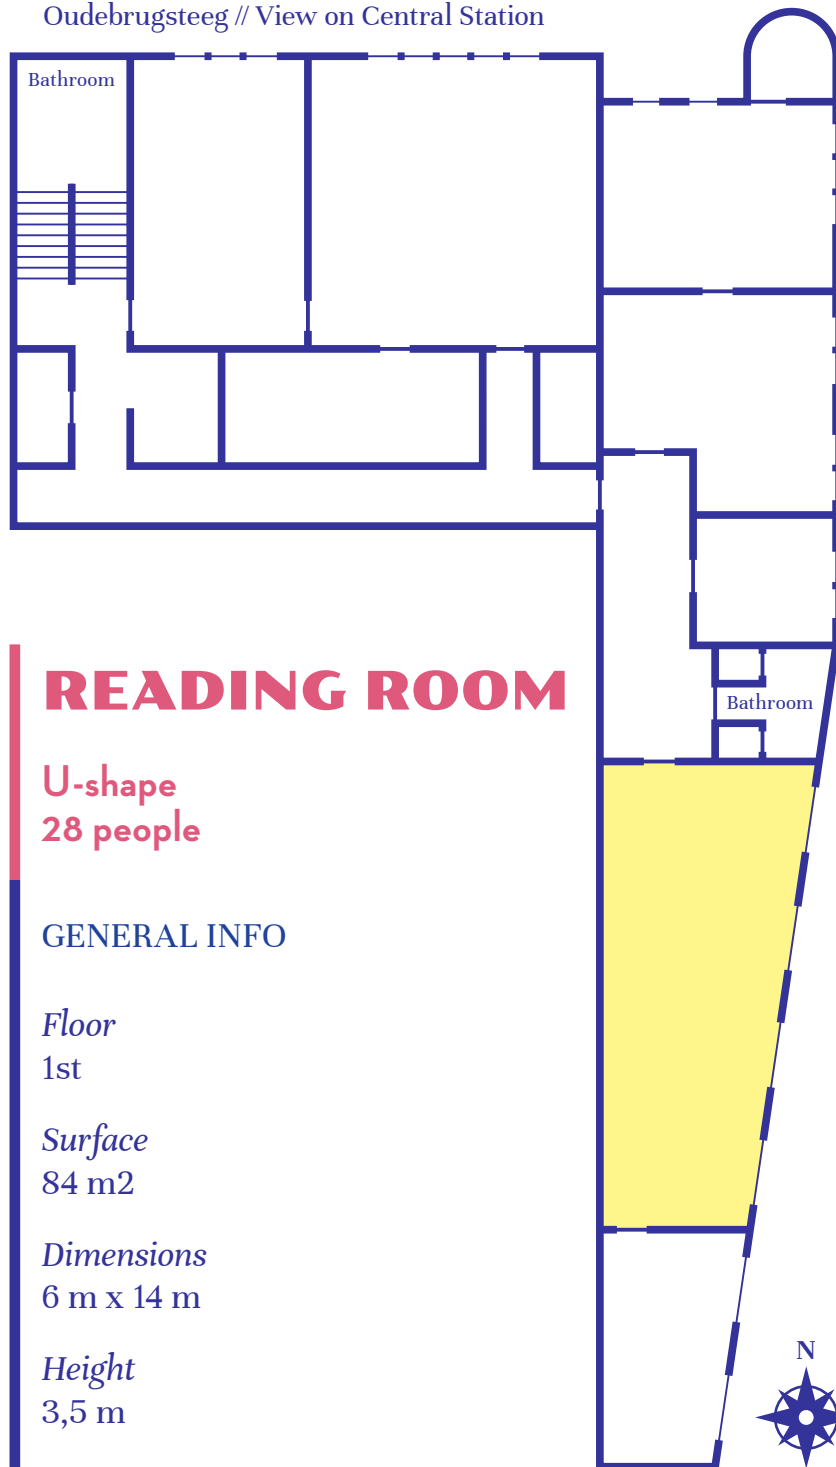 Oudebrugsteeg // View on Central Station
Bathroom
READING ROOM
Bathroom
U-shape
28 people
GENERAL INFO
Floor
1st
Surface
84 m2
Dimensions
6 m x 14 m
Height
3,5 m
N